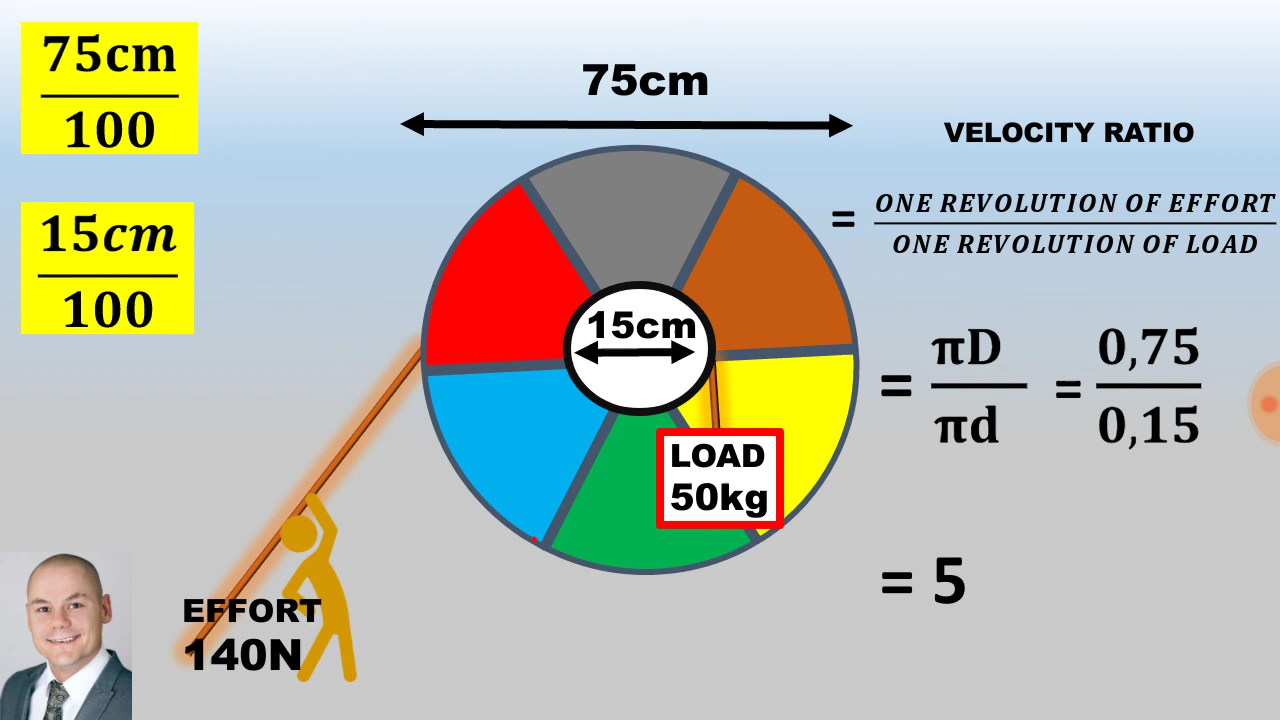 75cm
100
15cm
100
75cm
VELOCITY RATIO
= ONE REVOLUTION OF EFFORT
ONE REVOLUTION OF LOAD
15cm
= πD = 0,75
πd 0,15
LOAD
50kg
= 5
EFFORT
140N